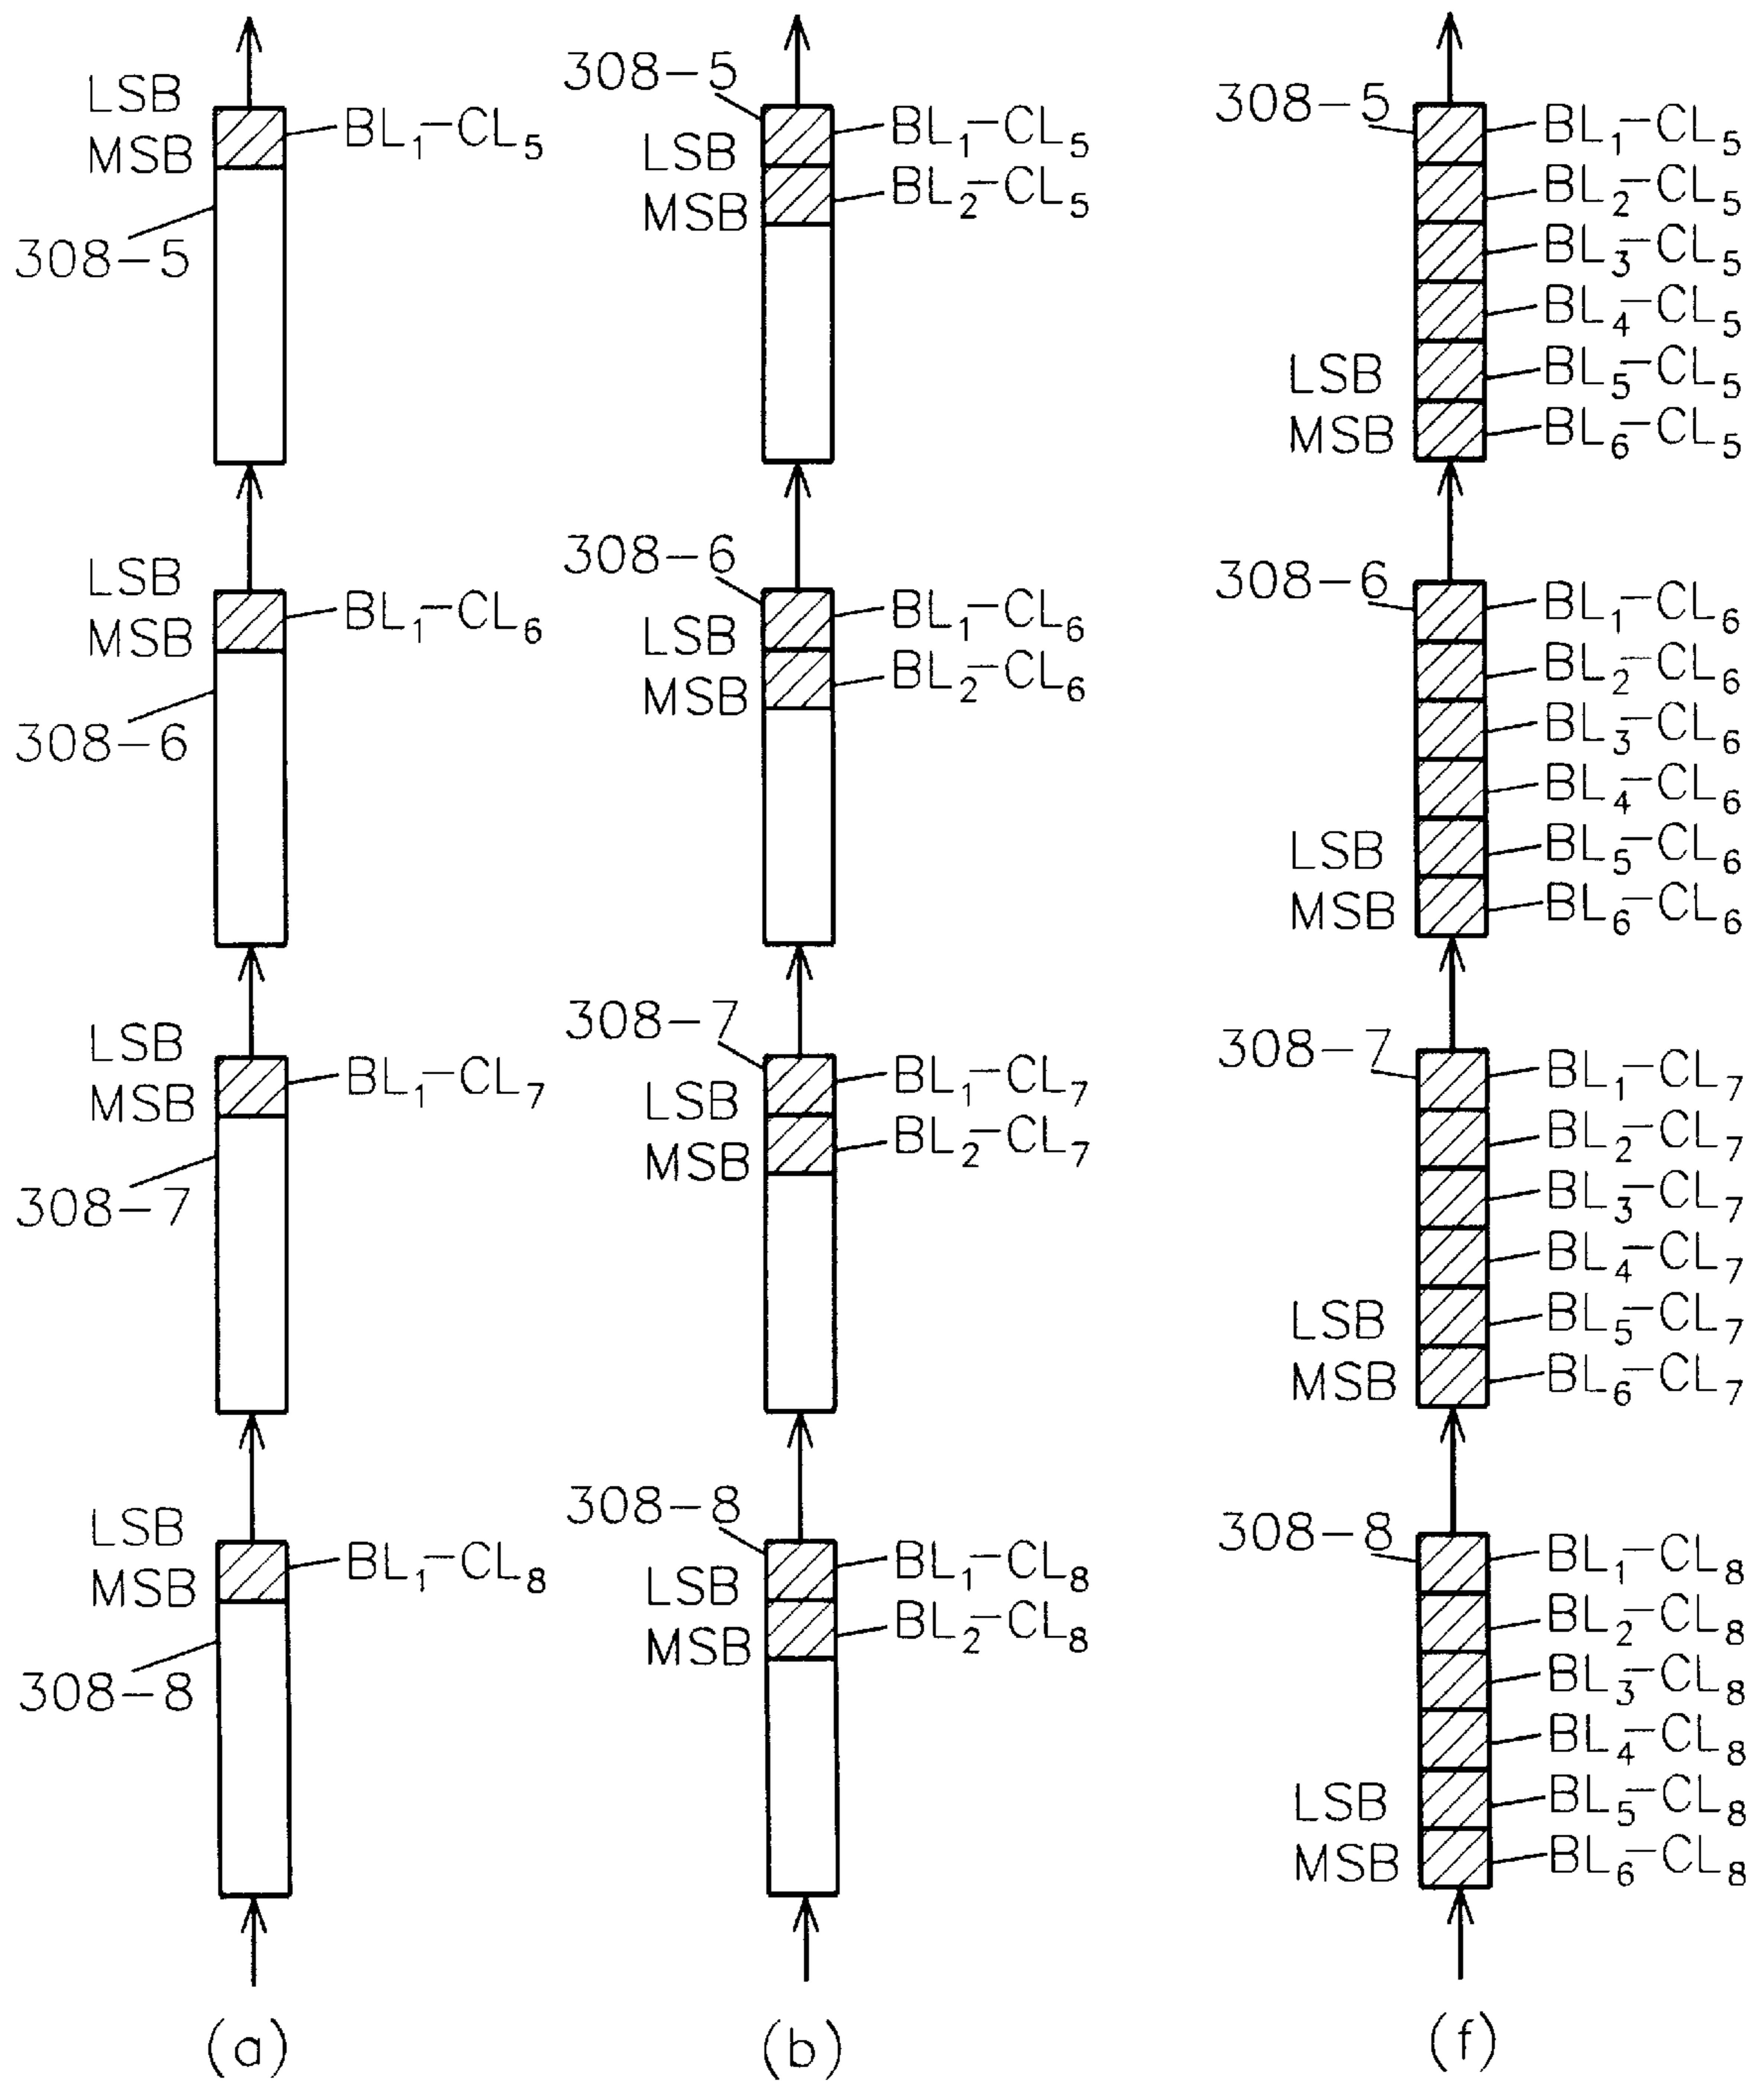 LSB
MSB
BL₁-CL₅
308-5
LSB
MSB
BL₁-CL₆
308-6
LSB
MSB
BL₁-CL₇
308-7
LSB
MSB
BL₁-CL₈
308-8
(a)
308-5
LSB
MSB
BL₁-CL₅
BL₂-CL₅
308-6
LSB
MSB
BL₁-CL₆
BL₂-CL₆
308-7
LSB
MSB
BL₁-CL₇
BL₂-CL₇
308-8
LSB
MSB
BL₁-CL₈
BL₂-CL₈
(b)
308-5
BL₁-CL₅
BL₂-CL₅
BL₃-CL₅
BL₄-CL₅
LSB
BL₅-CL₅
MSB
BL₆-CL₅
308-6
BL₁-CL₆
BL₂-CL₆
BL₃-CL₆
BL₄-CL₆
LSB
BL₅-CL₆
MSB
BL₆-CL₆
308-7
BL₁-CL₇
BL₂-CL₇
BL₃-CL₇
BL₄-CL₇
LSB
BL₅-CL₇
MSB
BL₆-CL₇
308-8
BL₁-CL₈
BL₂-CL₈
BL₃-CL₈
BL₄-CL₈
LSB
BL₅-CL₈
MSB
BL₆-CL₈
(f)